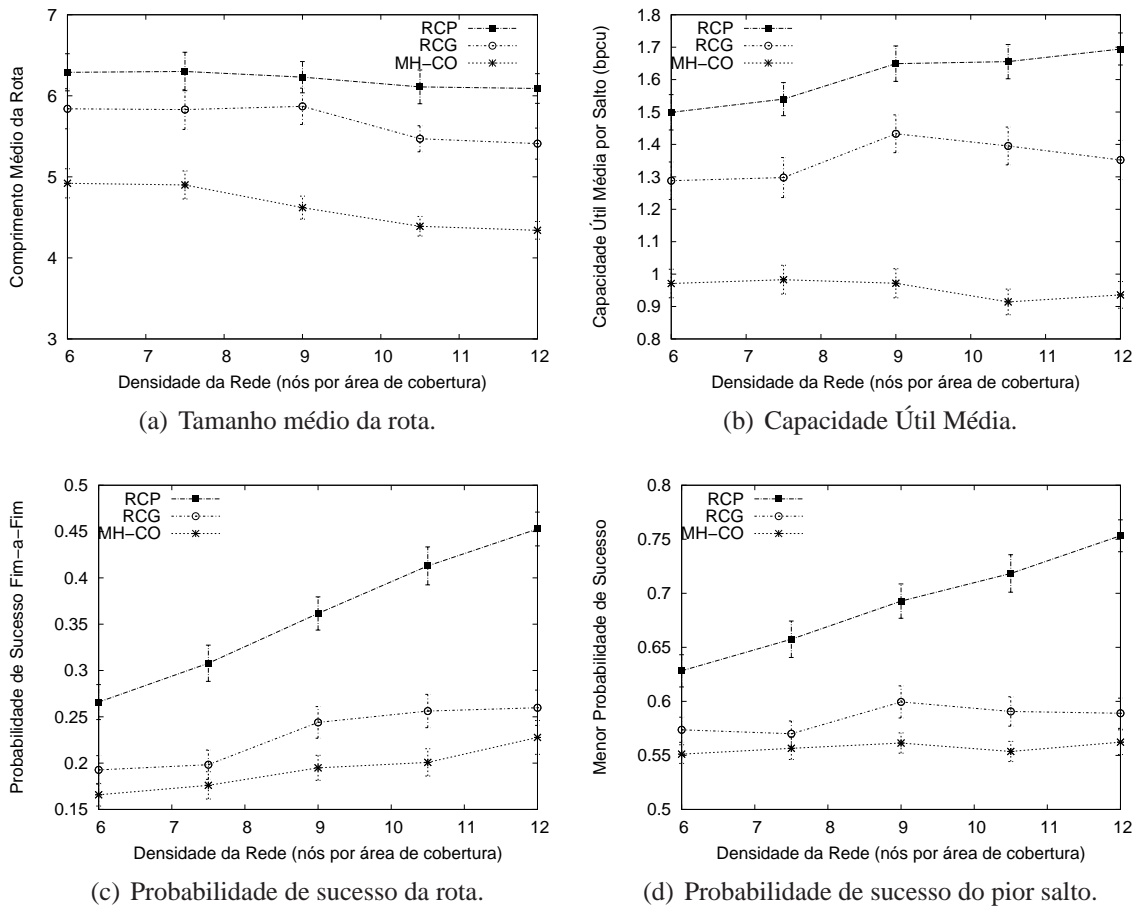 Comprimento Médio da Rota
7
6
5
4
3
RCP
RCG
MH−CO
6 7 8 9 10 11 12
Densidade da Rede (nós por área de cobertura)
(a) Tamanho médio da rota.
Capacidade Útil Média por Salto (bpcu)
1.8
1.7
1.6
1.5
1.4
1.3
1.2
1.1
1
0.9
0.8
RCP
RCG
MH−CO
6 7 8 9 10 11 12
Densidade da Rede (nós por área de cobertura)
(b) Capacidade Útil Média.
Probabilidade de Sucesso Fim−a−Fim
0.5
0.45
0.4
0.35
0.3
0.25
0.2
0.15
RCP
RCG
MH−CO
6 7 8 9 10 11 12
Densidade da Rede (nós por área de cobertura)
(c) Probabilidade de sucesso da rota.
Menor Probabilidade de Sucesso
0.8
0.75
0.7
0.65
0.6
0.55
0.5
RCP
RCG
MH−CO
6 7 8 9 10 11 12
Densidade da Rede (nós por área de cobertura)
(d) Probabilidade de sucesso do pior salto.